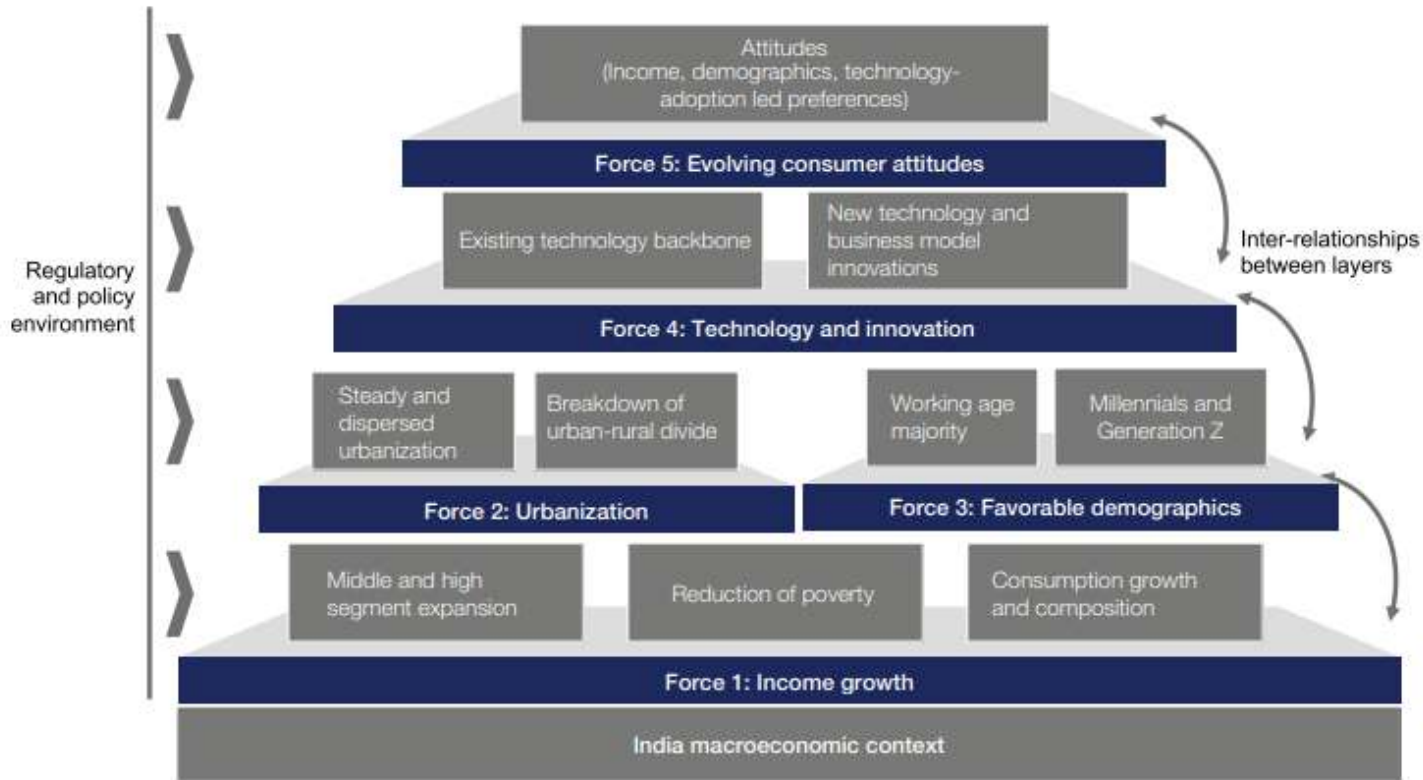 Attitudes
(Income, demographics, technology-
adoption led preferences)
Force 5: Evolving consumer attitudes
Existing technology backbone
New technology and
business model
innovations
Inter-relationships
between layers
Regulatory
and policy
environment
Force 4: Technology and innovation
Steady and
dispersed
urbanization
Breakdown of
urban-rural divide
Working age
majority
Millennials and
Generation Z
Force 2: Urbanization
Force 3: Favorable demographics
Middle and high
segment expansion
Reduction of poverty
Consumption growth
and composition
Force 1: Income growth
India macroeconomic context